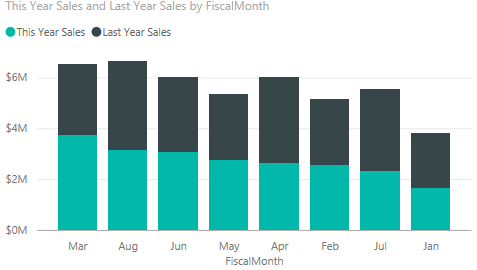 This Year Sales and Last Year Sales by FiscalMonth
This Year Sales Last Year Sales
$6M
$4M
$2M
$0M
Mar Aug Jun May Apr Feb Jul Jan
FiscalMonth